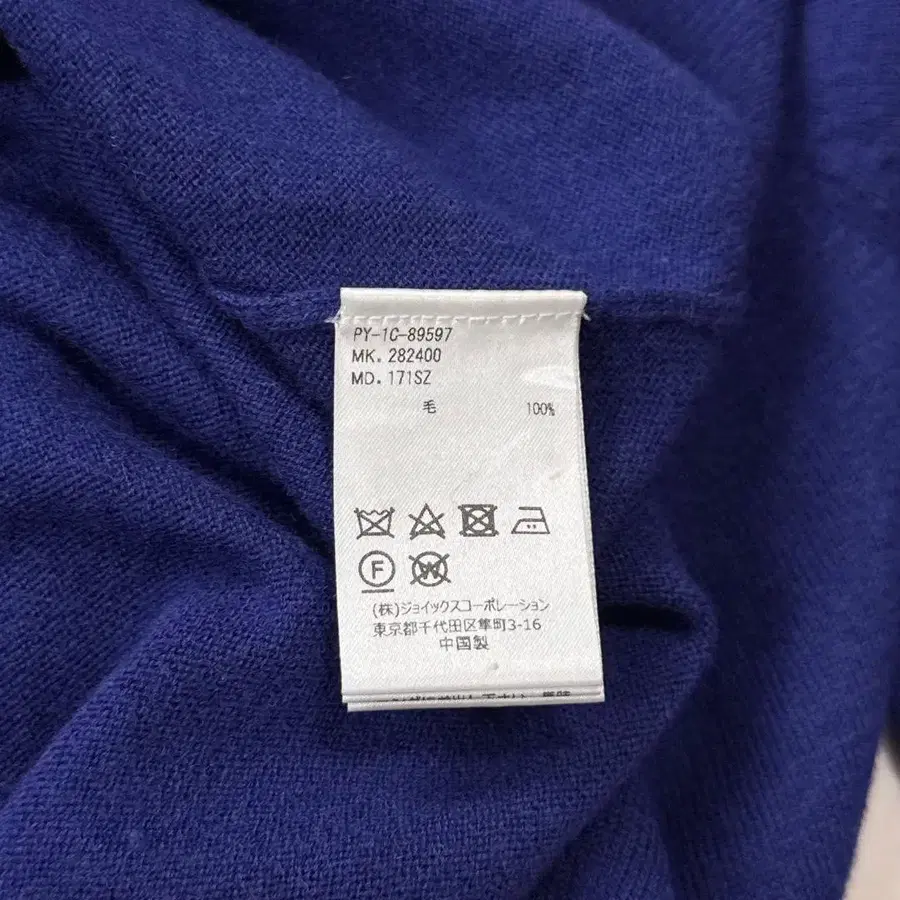 PY-1C-89597
MK. 282400
MD. 171SZ
毛 100%
F
W
(株)ジョイックスコーポレーション
東京都千代田区隼町3-16
中国製